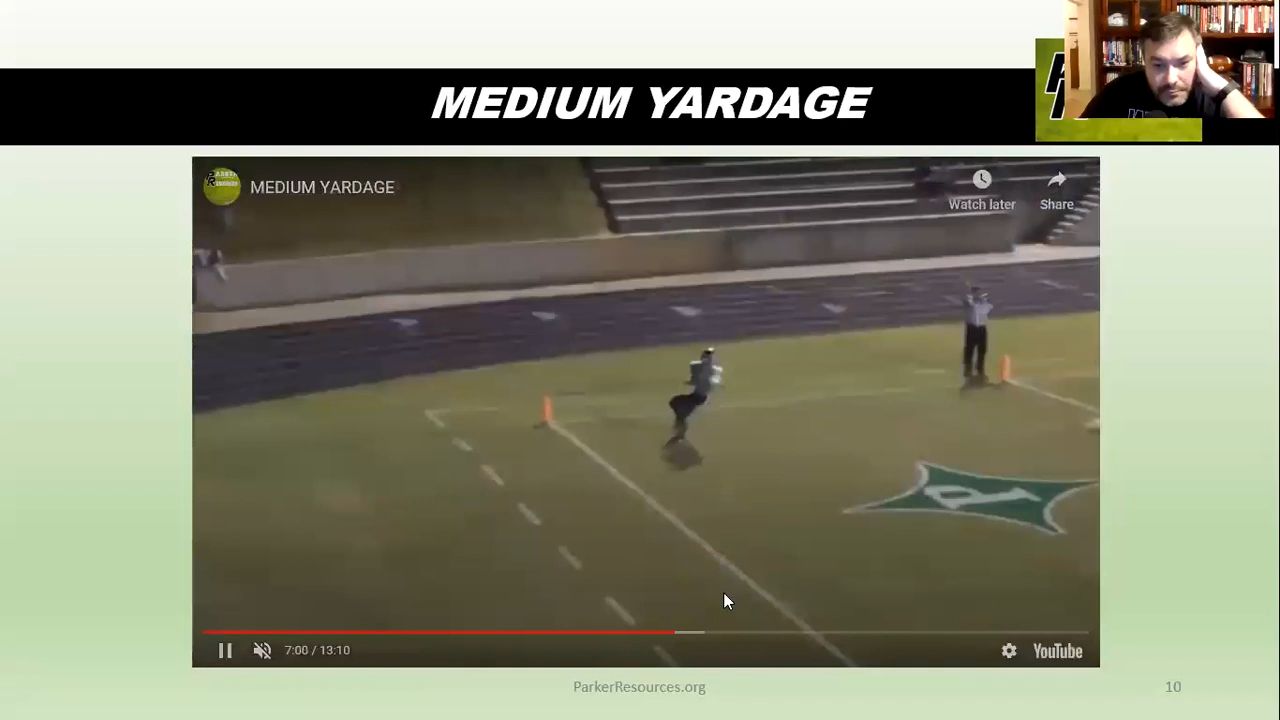 MEDIUM YARDAGE
MEDIUM YARDAGE
Watch later
Share
P
7:00 / 13:10
YouTube
ParkerResources.org
10